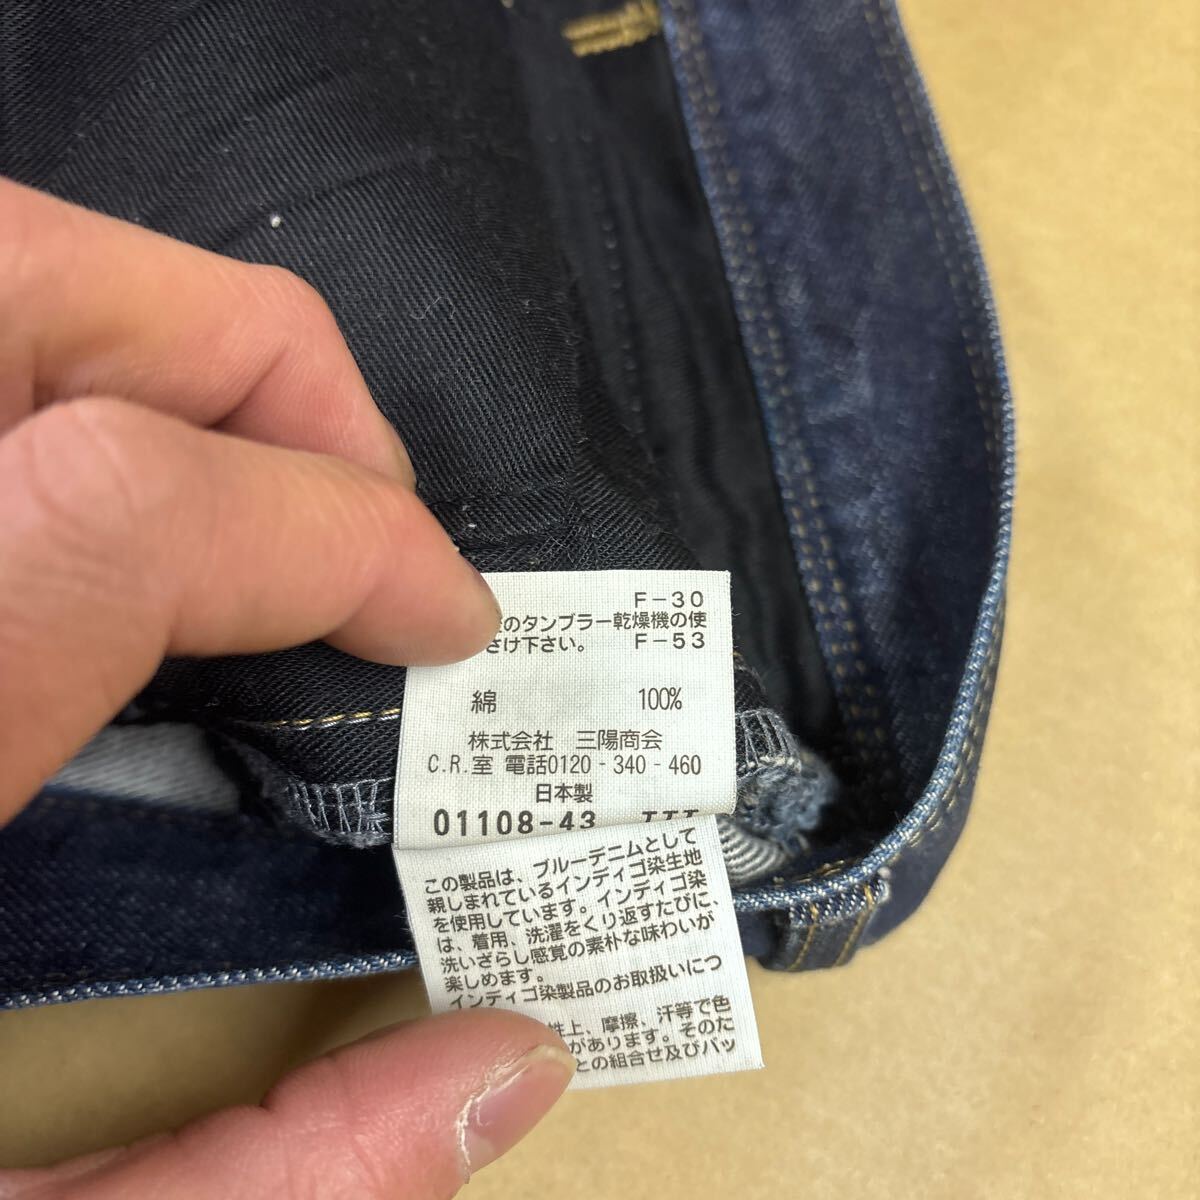 F-30
のタンブラー乾燥機の使
さけ下さい。 F-53
綿 100%
株式会社 三陽商会
C.R.室 電話0120-340-460
日本製
01108-43 III
この製品は、ブルーデニムとして
親しまれているインディゴ染生地
を使用しています。インディゴ染
は、着用、洗濯をくり返すたびに、
洗いざらし感覚の素朴な味わいが
楽しめます。
インディゴ染製品のお取扱いにつ
性上、摩擦、汗等で色
があります。そのた
との組合せ及びバッ